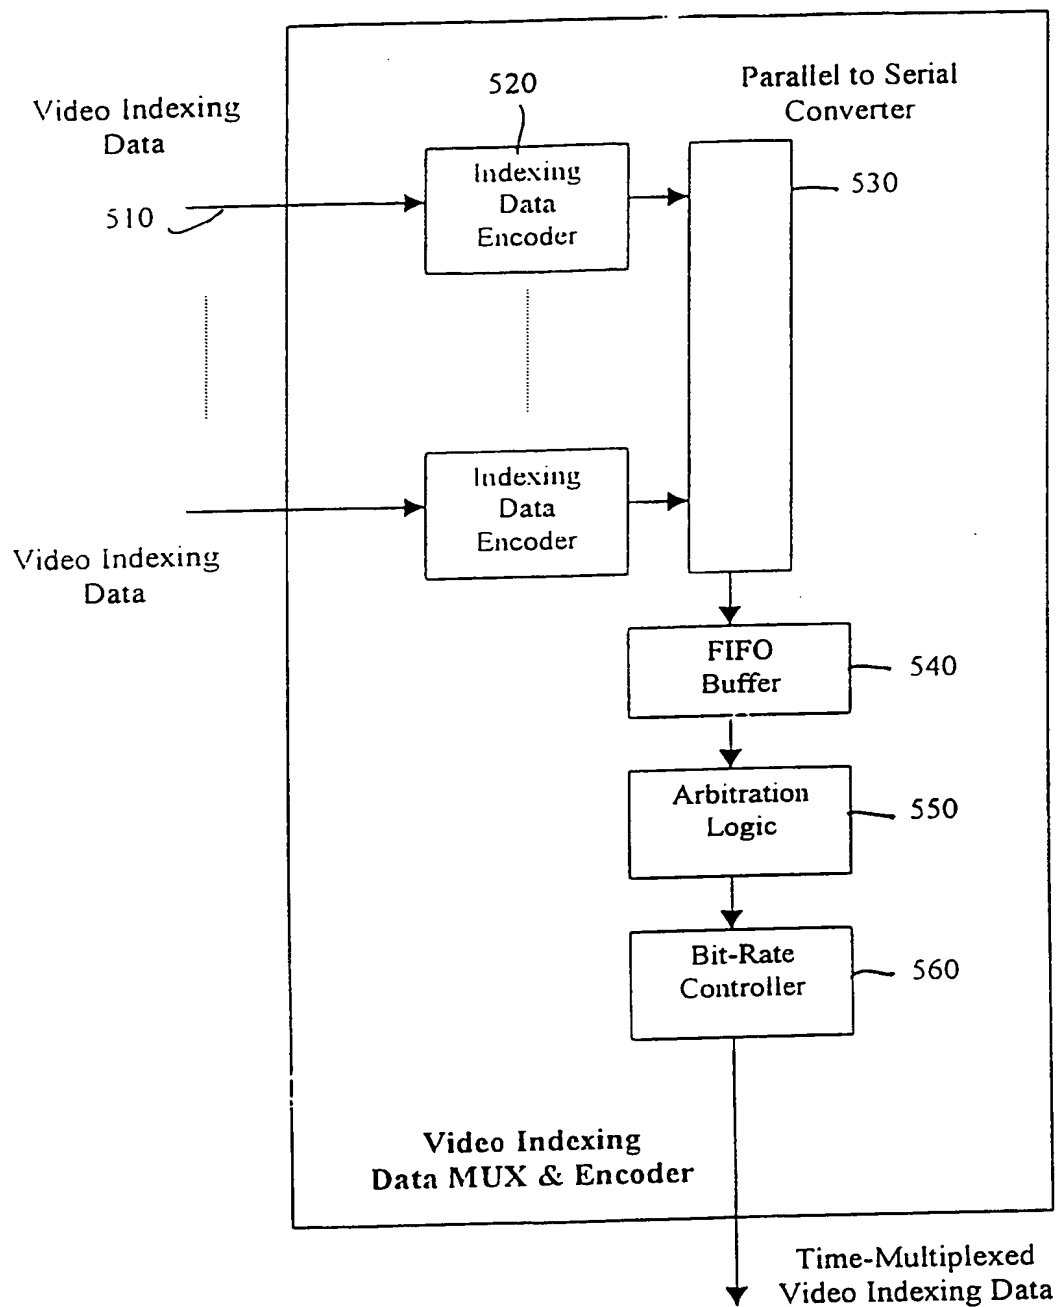 520
Parallel to Serial
Converter
Video Indexing
Data
Indexing
Data
Encoder
530
510
Indexing
Data
Encoder
Video Indexing
Data
FIFO
Buffer
540
Arbitration
Logic
550
Bit-Rate
Controller
560
Video Indexing
Data MUX & Encoder
Time-Multiplexed
Video Indexing Data